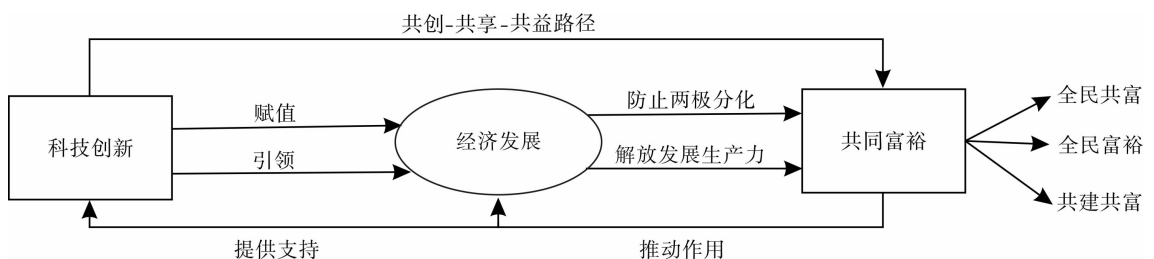 共创-共享-共益路径
科技创新
赋值
引领
经济发展
防止两极分化
解放发展生产力
共同富裕
全民共富
全民富裕
共建共富
提供支持
推动作用